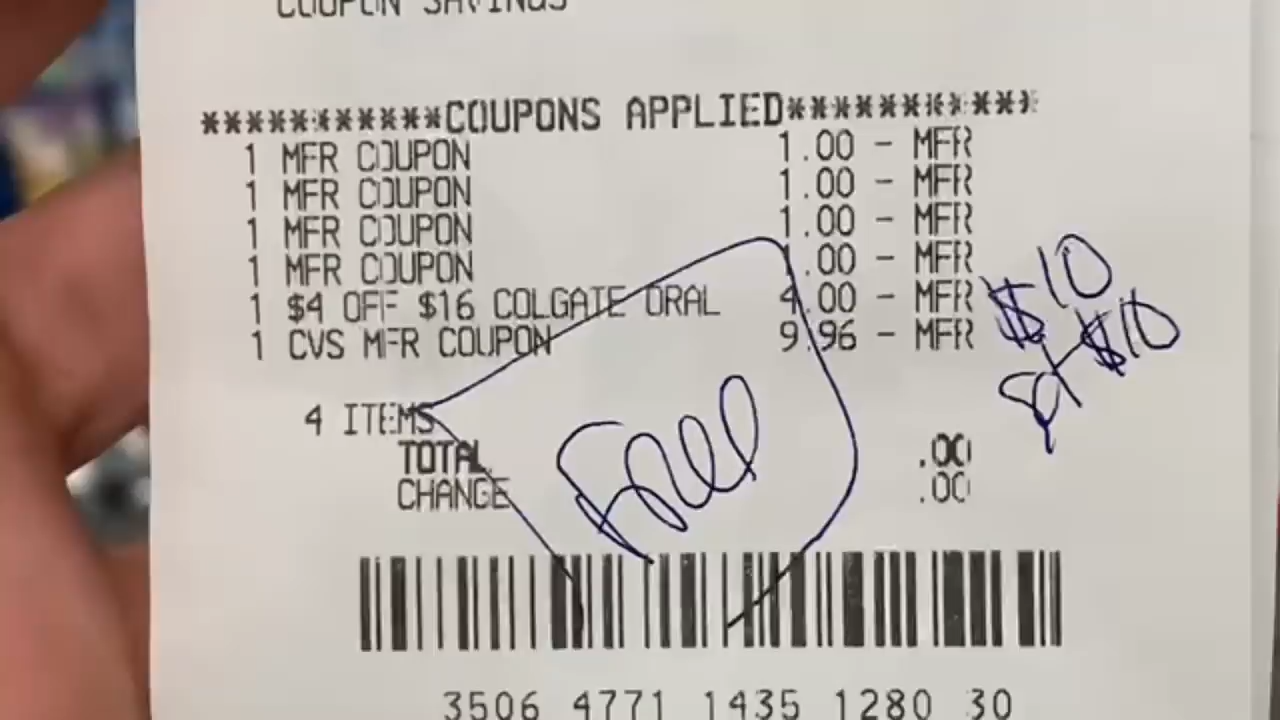 COUPON SAVINGS
***********COUPONS APPLIED***********
1 MFR COUPON 1.00 - MFR
1 MFR COUPON 1.00 - MFR
1 MFR COUPON 1.00 - MFR
1 MFR COUPON 1.00 - MFR
1 $4 OFF $16 COLGATE ORAL 4.00 - MFR
1 CVS MFR COUPON 9.96 - MFR
$10
$10
4 ITEMS
TOTAL .00
CHANGE .00
Free
3506 4771 1435 1280 30